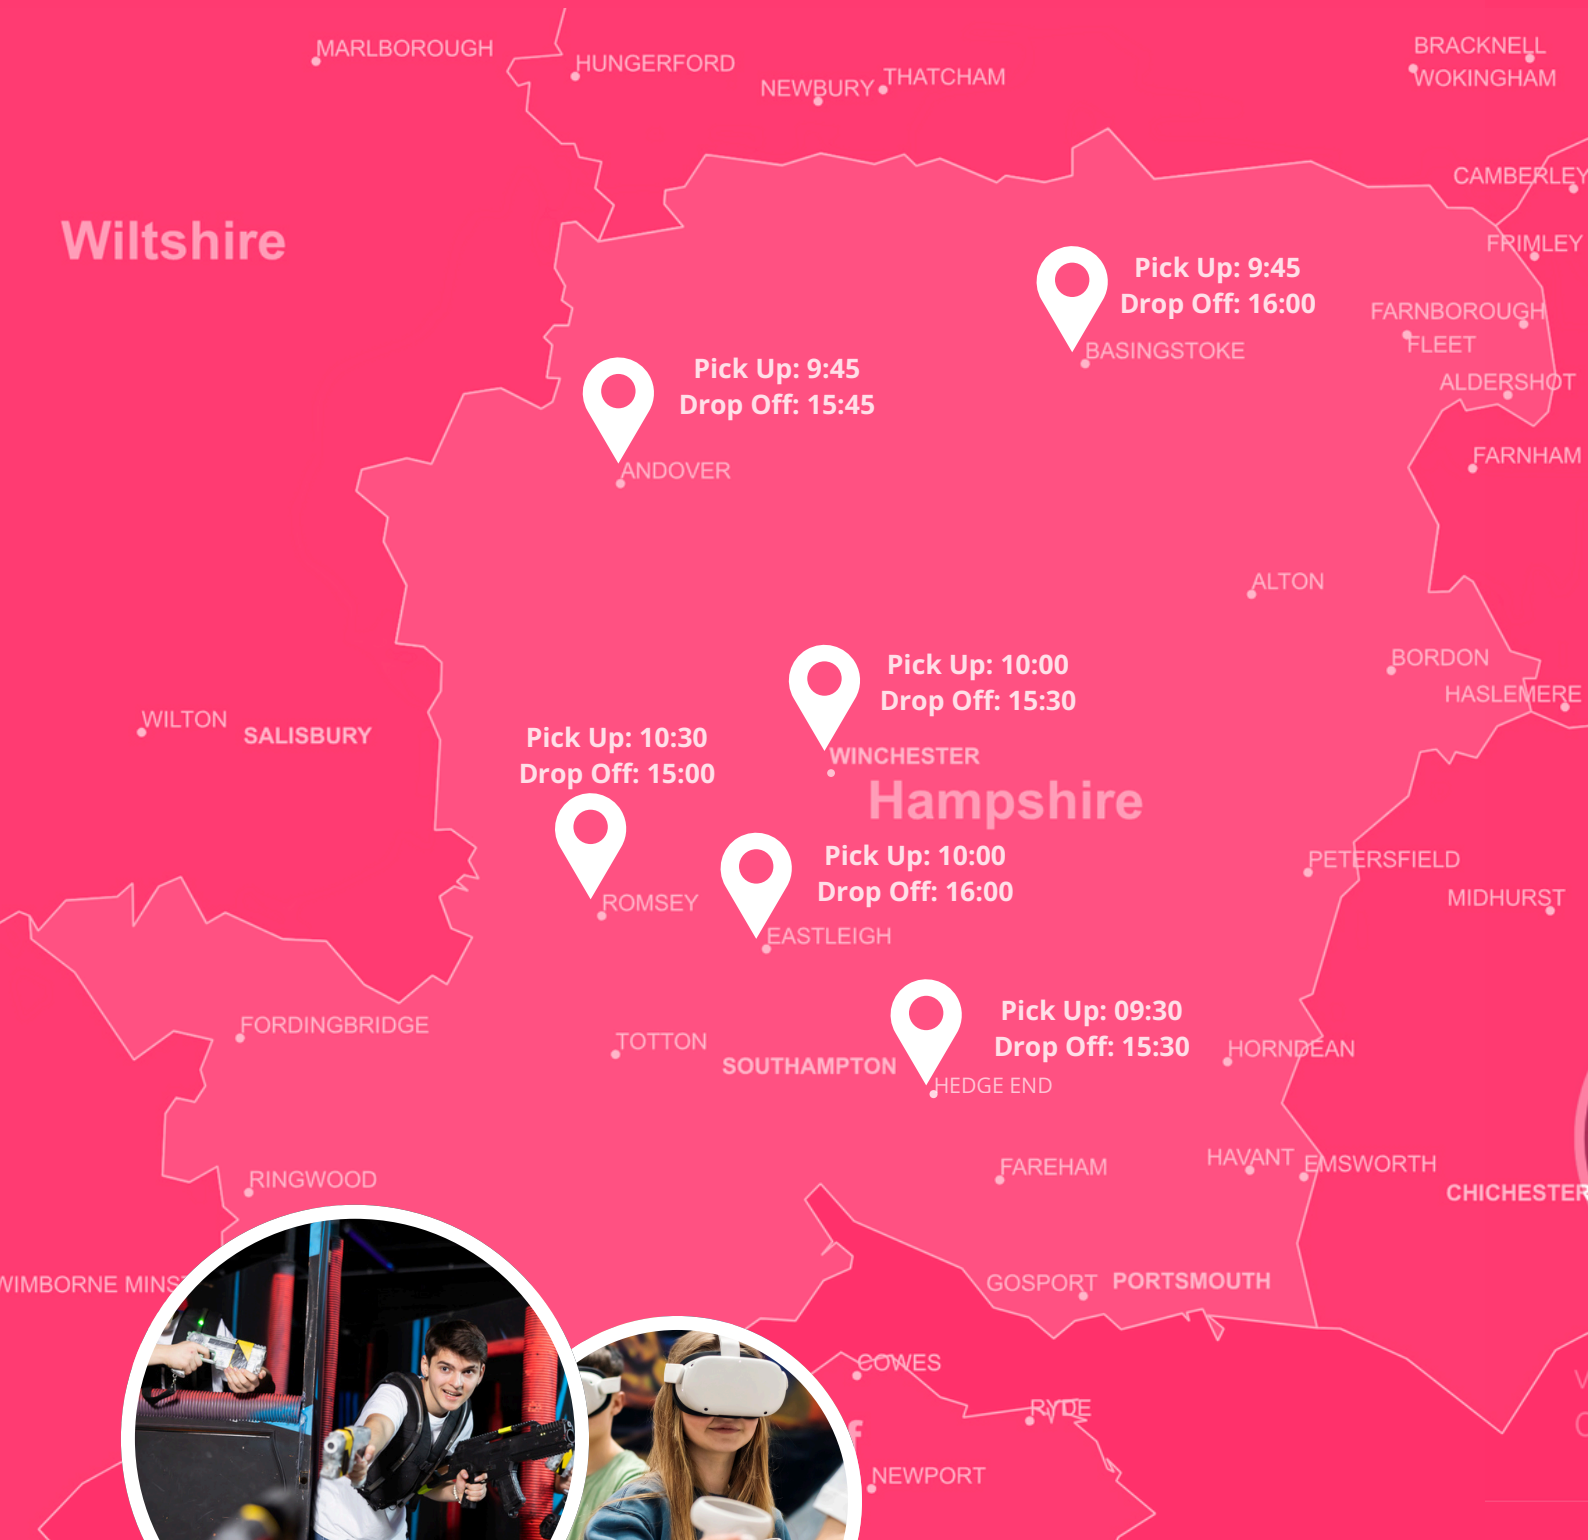 MARLBOROUGH
HUNGERFORD
NEWBURY
THATCHAM
BRACKNELL
WOKINGHAM
CAMBERLEY
Wiltshire
FRIMLEY
Pick Up: 9:45
Drop Off: 16:00
BASINGSTOKE
FARNBOROUGH
FLEET
ALDERSHOT
Pick Up: 9:45
Drop Off: 15:45
ANDOVER
FARNHAM
ALTON
BORDON
HASLEMERE
Pick Up: 10:00
Drop Off: 15:30
WINCHESTER
WILTON
SALISBURY
Pick Up: 10:30
Drop Off: 15:00
ROMSEY
Hampshire
Pick Up: 10:00
Drop Off: 16:00
EASTLEIGH
PETERSFIELD
MIDHURST
FORDINGBRIDGE
TOTTON
SOUTHAMPTON
Pick Up: 09:30
Drop Off: 15:30
HEDGE END
HORNDEAN
FAREHAM
HAVANT
EMSWORTH
CHICHESTER
RINGWOOD
WIMBORNE
GOSPORT
PORTSMOUTH
COWES
RYDE
NEWPORT